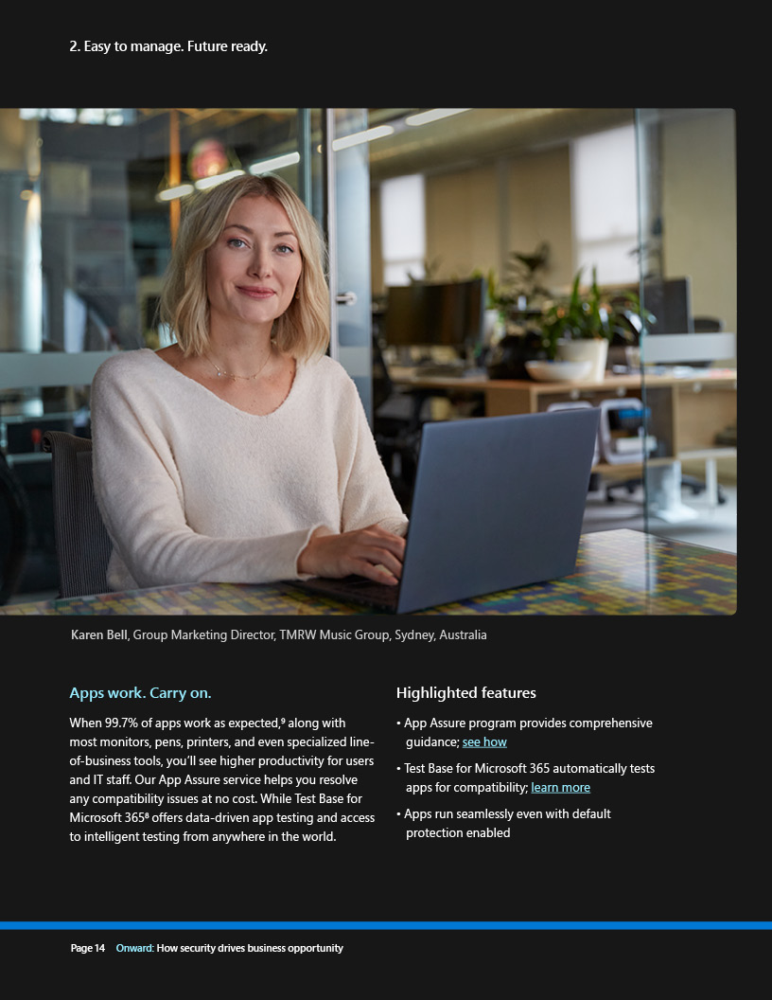 2. Easy to manage. Future ready.
Karen Bell, Group Marketing Director, TMRW Music Group, Sydney, Australia
Apps work. Carry on.
When 99.7% of apps work as expected,⁹ along with
most monitors, pens, printers, and even specialized line-
of-business tools, you’ll see higher productivity for users
and IT staff. Our App Assure service helps you resolve
any compatibility issues at no cost. While Test Base for
Microsoft 365⁸ offers data-driven app testing and access
to intelligent testing from anywhere in the world.
Highlighted features
• App Assure program provides comprehensive
guidance; see how
• Test Base for Microsoft 365 automatically tests
apps for compatibility; learn more
• Apps run seamlessly even with default
protection enabled
Page 14 Onward: How security drives business opportunity